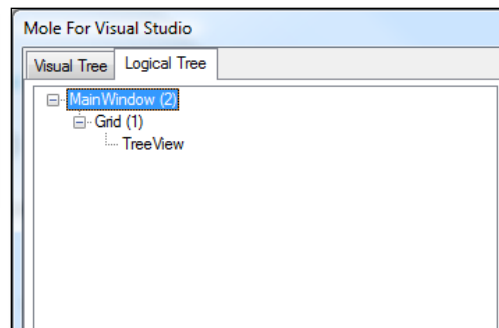 Mole For Visual Studio
Visual Tree Logical Tree
MainWindow (2)
Grid (1)
TreeView